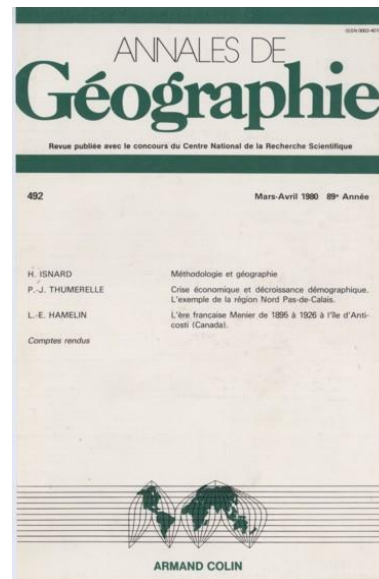 ANNALES DE
Géographie
Revue publiée avec le concours du Centre National de la Recherche Scientifique
492
Mars-Avril 1980 89e Année
H. ISNARD
Méthodologie et géographie
P.-J. THUMERELLE
Crise économique et décroissance démographique.
L'exemple de la région Nord Pas-de-Calais.
L.-E. HAMELIN
L'ère française Menier de 1895 à 1926 à l'île d'Anti-
costi (Canada).
Comptes rendus
ARMAND COLIN